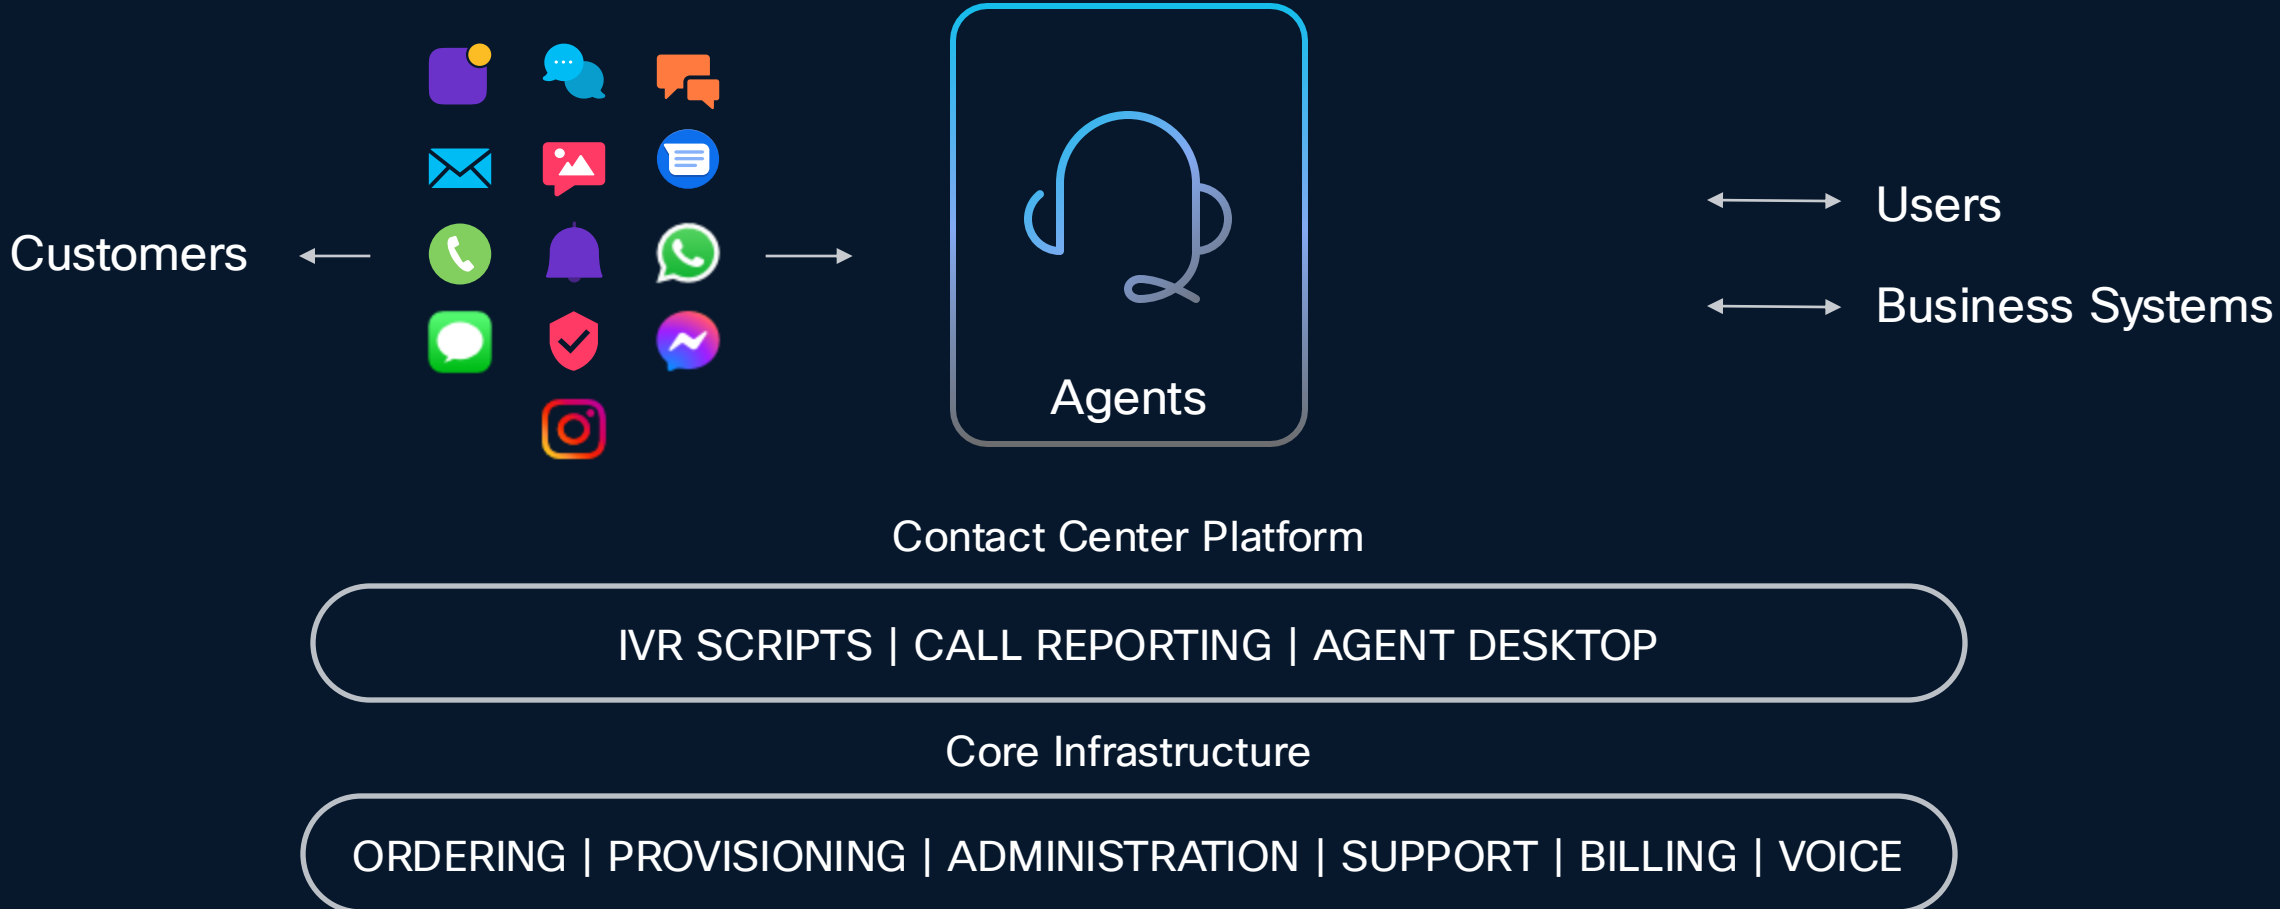 Customers
Agents
Users
Business Systems
Contact Center Platform
IVR SCRIPTS | CALL REPORTING | AGENT DESKTOP
Core Infrastructure
ORDERING | PROVISIONING | ADMINISTRATION | SUPPORT | BILLING | VOICE